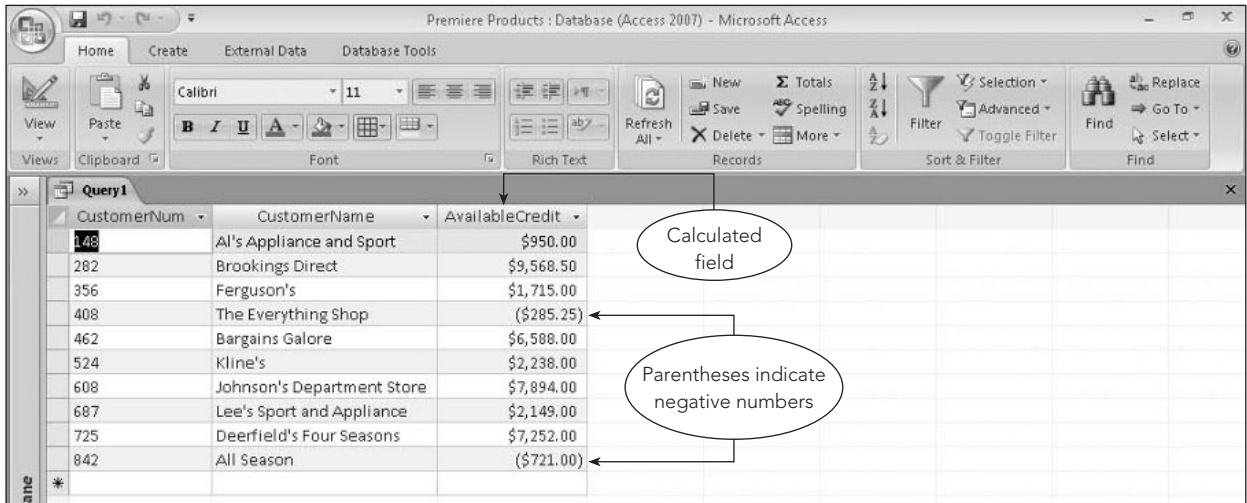 Premiere Products : Database (Access 2007) - Microsoft Access
Home Create External Data Database Tools
View
Views
Paste
Clipboard
Calibri 11
B I U A
Font
ab
Rich Text
Refresh All
New
Save
Delete
Σ Totals
Spelling
More
Records
Filter
Selection
Advanced
Toggle Filter
Sort & Filter
Find
Replace
Go To
Select
Find
Query1
CustomerNum CustomerName AvailableCredit
148 Al's Appliance and Sport $950.00
282 Brookings Direct $9,568.50
356 Ferguson's $1,715.00
408 The Everything Shop ($285.25)
462 Bargains Galore $6,588.00
524 Kline's $2,238.00
608 Johnson's Department Store $7,894.00
687 Lee's Sport and Appliance $2,149.00
725 Deerfield's Four Seasons $7,252.00
842 All Season ($721.00)
Calculated
field
Parentheses indicate
negative numbers
ane